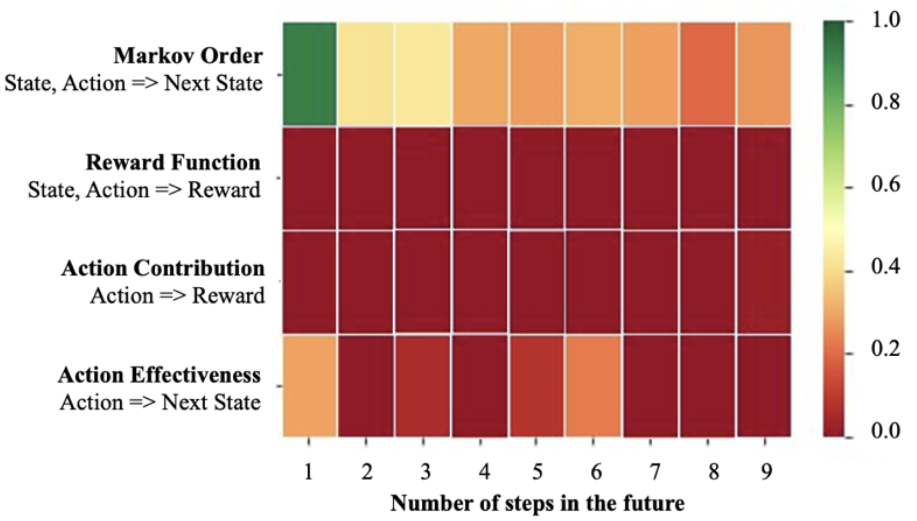 Markov Order
State, Action => Next State
Reward Function
State, Action => Reward
Action Contribution
Action => Reward
Action Effectiveness
Action => Next State
1 2 3 4 5 6 7 8 9
Number of steps in the future
1.0
0.8
0.6
0.4
0.2
0.0